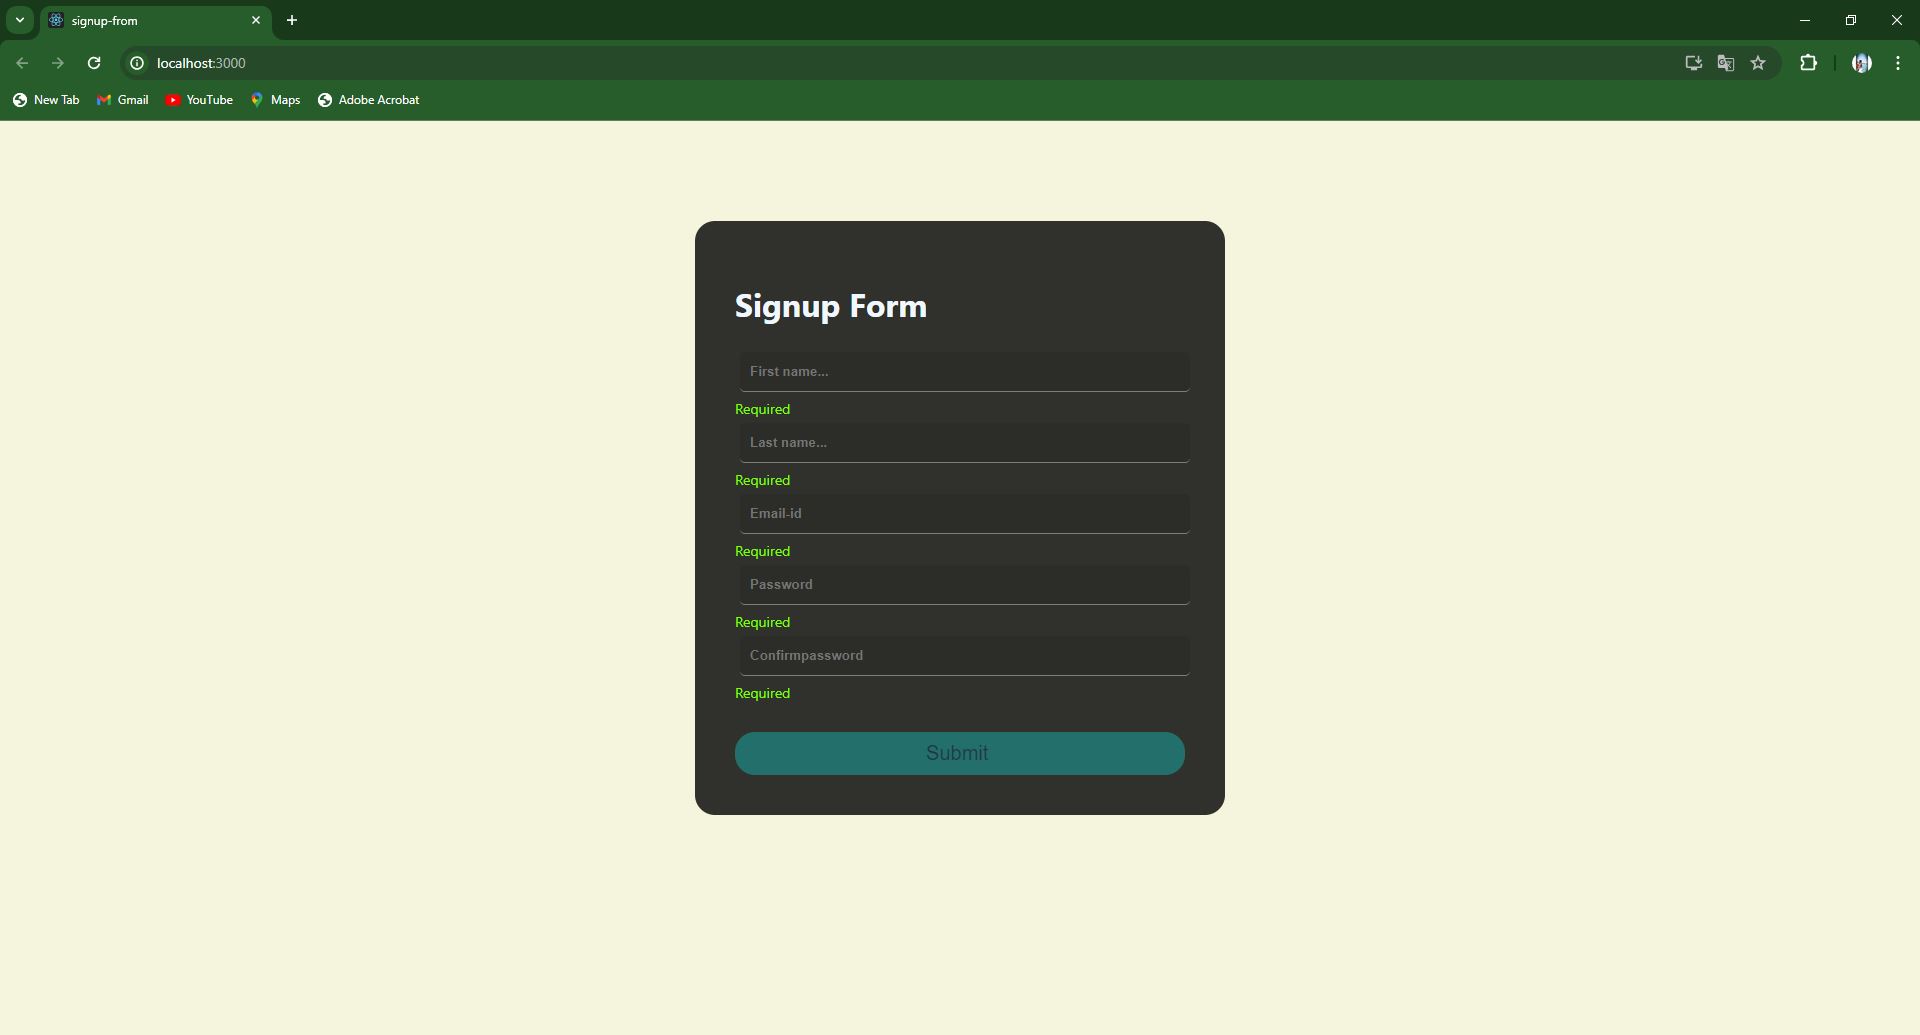 signup-from
localhost:3000
New Tab Gmail YouTube Maps Adobe Acrobat
Signup Form
First name...
Required
Last name...
Required
Email-id
Required
Password
Required
Confirmpassword
Required
Submit